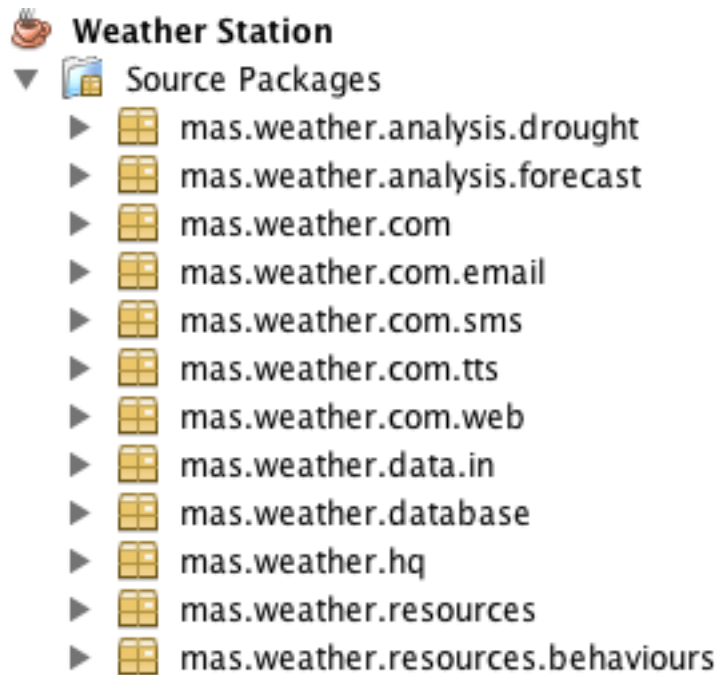 Weather Station
Source Packages
mas.weather.analysis.drought
mas.weather.analysis.forecast
mas.weather.com
mas.weather.com.email
mas.weather.com.sms
mas.weather.com.tts
mas.weather.com.web
mas.weather.data.in
mas.weather.database
mas.weather.hq
mas.weather.resources
mas.weather.resources.behaviours